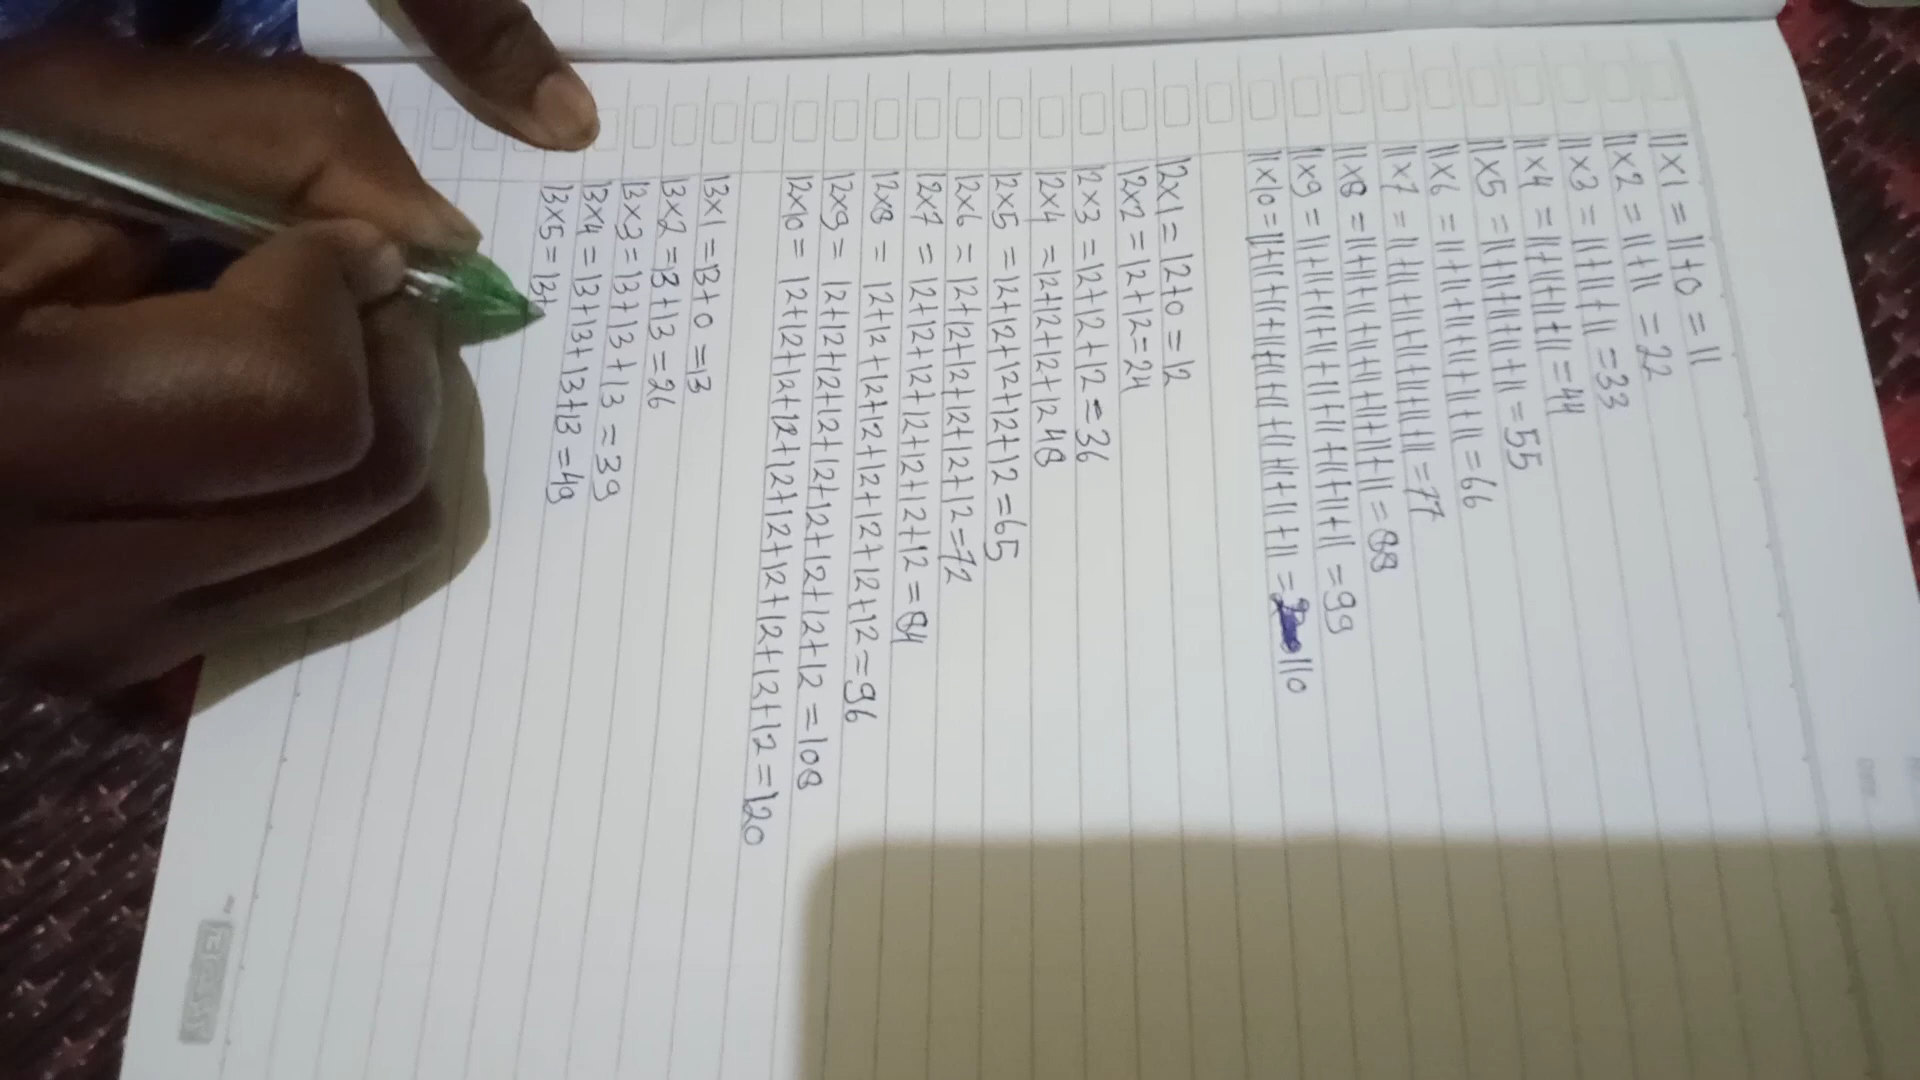 11x1 = 11+0 = 11
11x2 = 11+11 = 22
11x3 = 11+11+11 = 33
11x4 = 11+11+11+11 = 44
11x5 = 11+11+11+11+11 = 55
11x6 = 11+11+11+11+11+11 = 66
11x7 = 11+11+11+11+11+11+11 = 77
11x8 = 11+11+11+11+11+11+11+11 = 88
11x9 = 11+11+11+11+11+11+11+11+11 = 99
11x10 = 11+11+11+11+11+11+11+11+11+11 = 110
12x1 = 12+0 = 12
12x2 = 12+12=24
12x3 = 12+12+12 = 36
12x4 = 12+12+12+12 48
12x5 = 12+12+12+12+12 = 65
12x6 = 12+12+12+12+12+12=72
12x7 = 12+12+12+12+12+12+12 = 84
12x8 = 12+12+12+12+12+12+12+12 = 96
12x9 = 12+12+12+12+12+12+12+12+12 = 108
12x10 = 12+12+12+12+12+12+12+12+13+12 = 120
13x1 = 13+0 = 13
13x2 = 13+13 = 26
13x3 = 13+13+13 = 39
13x4 = 13+13+13+13 = 49
13x5 = 13+